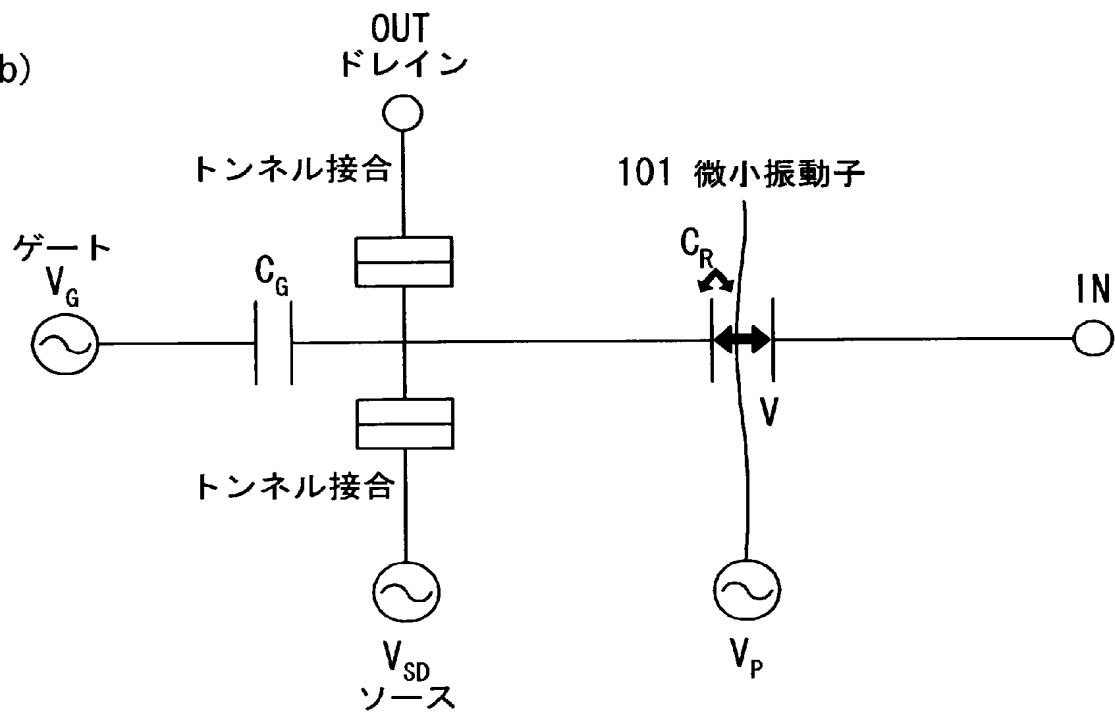 b)
OUT
ドレイン
トンネル接合
101 微小振動子
ゲート
V_G
C_G
C_R
IN
V
トンネル接合
V_SD
ソース
V_P